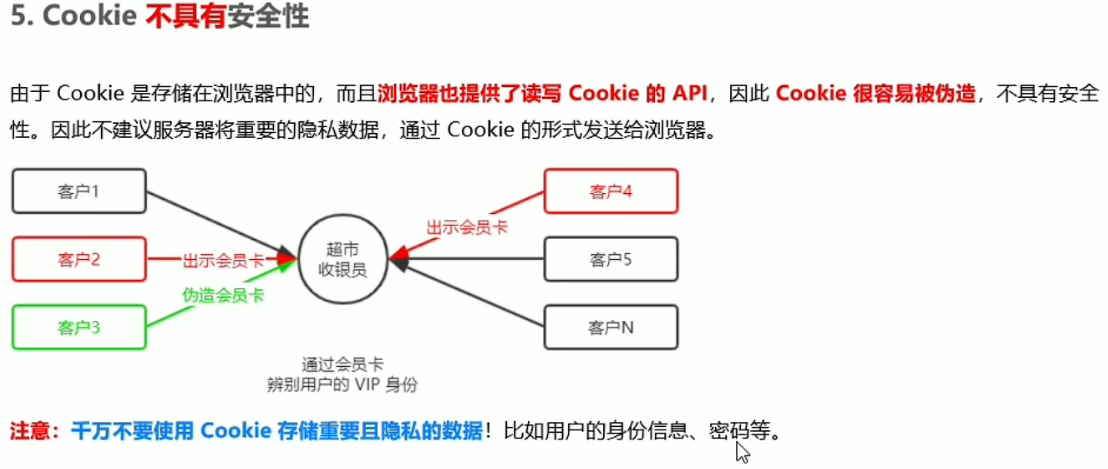 5. Cookie 不具有安全性
由于 Cookie 是存储在浏览器中的，而且浏览器也提供了读写 Cookie 的 API，因此 Cookie 很容易被伪造，不具有安全
性。因此不建议服务器将重要的隐私数据，通过 Cookie 的形式发送给浏览器。
客户1
客户4
出示会员卡
客户2
出示会员卡
超市
收银员
客户5
伪造会员卡
客户3
客户N
通过会员卡
辨别用户的 VIP 身份
注意：千万不要使用 Cookie 存储重要且隐私的数据！比如用户的身份信息、密码等。